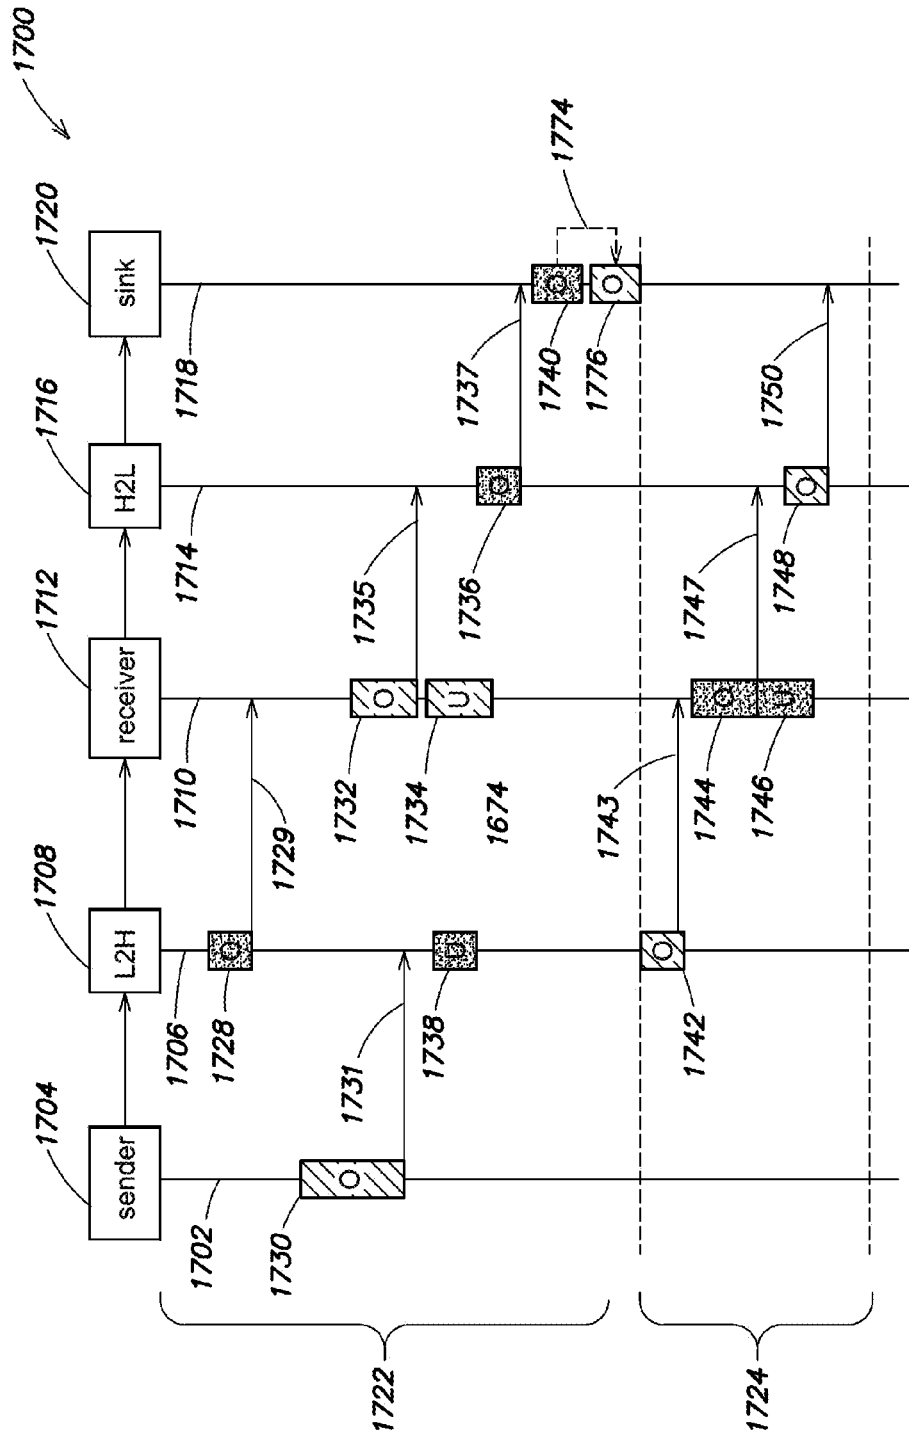 1700
1704
1708
1712
1716
1720
sender
L2H
receiver
H2L
sink
1702
1706
1710
1714
1718
1728
O
1729
1730
O
1731
1732
O
1735
1734
U
1738
D
1736
O
1737
1674
1740
O
1774
1776
O
1722
1742
O
1743
1744
O
1747
1746
U
1748
O
1750
1724